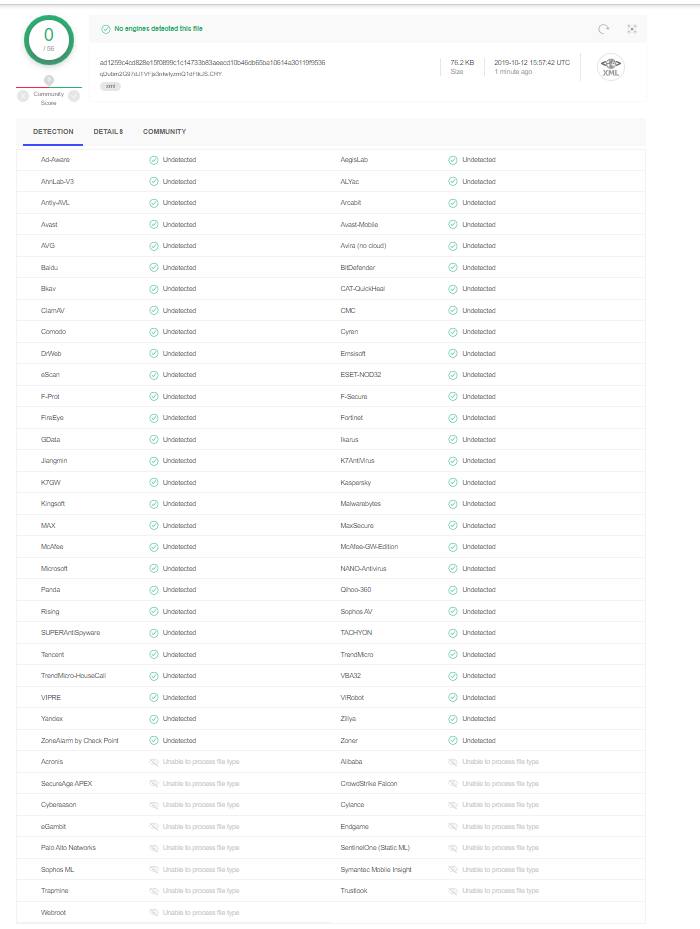 0
/ 56
Community
Score
No engines detected this file
76.2 KB
Size
2019-10-12 15:57:42 UTC
1 minute ago
XML
xml
DETECTION DETAILS COMMUNITY
Ad-Aware Undetected AegisLab Undetected
AhnLab-V3 Undetected ALYac Undetected
Antiy-AVL Undetected Arcabit Undetected
Avast Undetected Avast-Mobile Undetected
AVG Undetected Avira (no cloud) Undetected
Baidu Undetected BitDefender Undetected
Bkav Undetected CAT-QuickHeal Undetected
ClamAV Undetected CMC Undetected
Comodo Undetected Cyren Undetected
DrWeb Undetected Emsisoft Undetected
eScan Undetected ESET-NOD32 Undetected
F-Prot Undetected F-Secure Undetected
FireEye Undetected Fortinet Undetected
GData Undetected Ikarus Undetected
Jiangmin Undetected K7AntiVirus Undetected
K7GW Undetected Kaspersky Undetected
Kingsoft Undetected Malwarebytes Undetected
MAX Undetected MaxSecure Undetected
McAfee Undetected McAfee-GW-Edition Undetected
Microsoft Undetected NANO-Antivirus Undetected
Panda Undetected Qihoo-360 Undetected
Rising Undetected Sophos AV Undetected
SUPERAntiSpyware Undetected TACHYON Undetected
Tencent Undetected TrendMicro Undetected
TrendMicro-HouseCall Undetected VBA32 Undetected
VIPRE Undetected ViRobot Undetected
Yandex Undetected Zillya Undetected
ZoneAlarm by Check Point Undetected Zoner Undetected
Acronis Unable to process file type Alibaba Unable to process file type
SecureAge APEX Unable to process file type CrowdStrike Falcon Unable to process file type
Cybereason Unable to process file type Cylance Unable to process file type
eGambit Unable to process file type Endgame Unable to process file type
Palo Alto Networks Unable to process file type SentinelOne (Static ML) Unable to process file type
Sophos ML Unable to process file type Symantec Mobile Insight Unable to process file type
Trapmine Unable to process file type Trustlook Unable to process file type
Webroot Unable to process file type